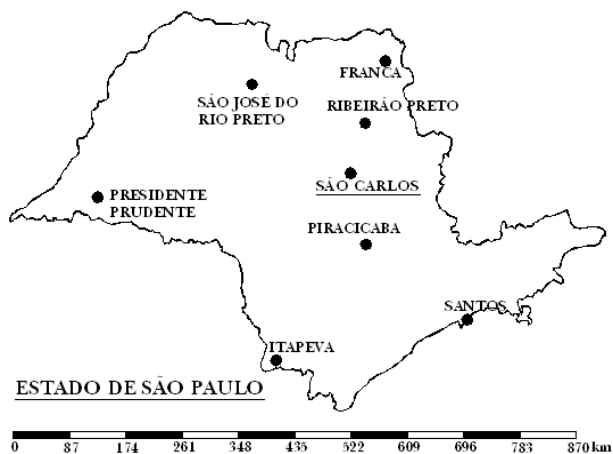 FRANCA
SÃO JOSÉ DO
RIO PRETO
RIBEIRÃO PRETO
SÃO CARLOS
PRESIDENTE
PRUDENTE
PIRACICABA
SANTOS
ITAPEVA
ESTADO DE SÃO PAULO
0 87 174 261 348 435 522 609 696 783 870 km